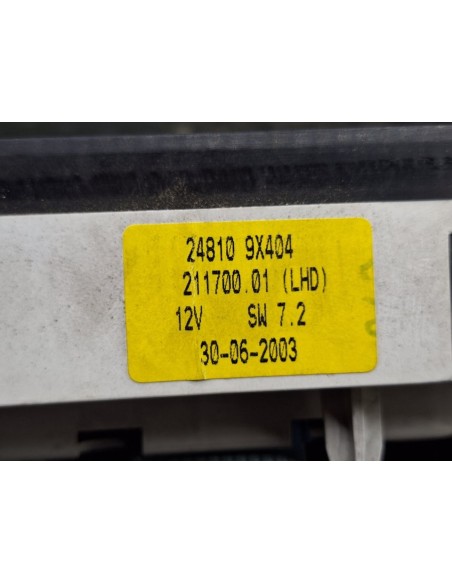 24810 9X404
211700.01 (LHD)
12V SW 7.2
30-06-2003